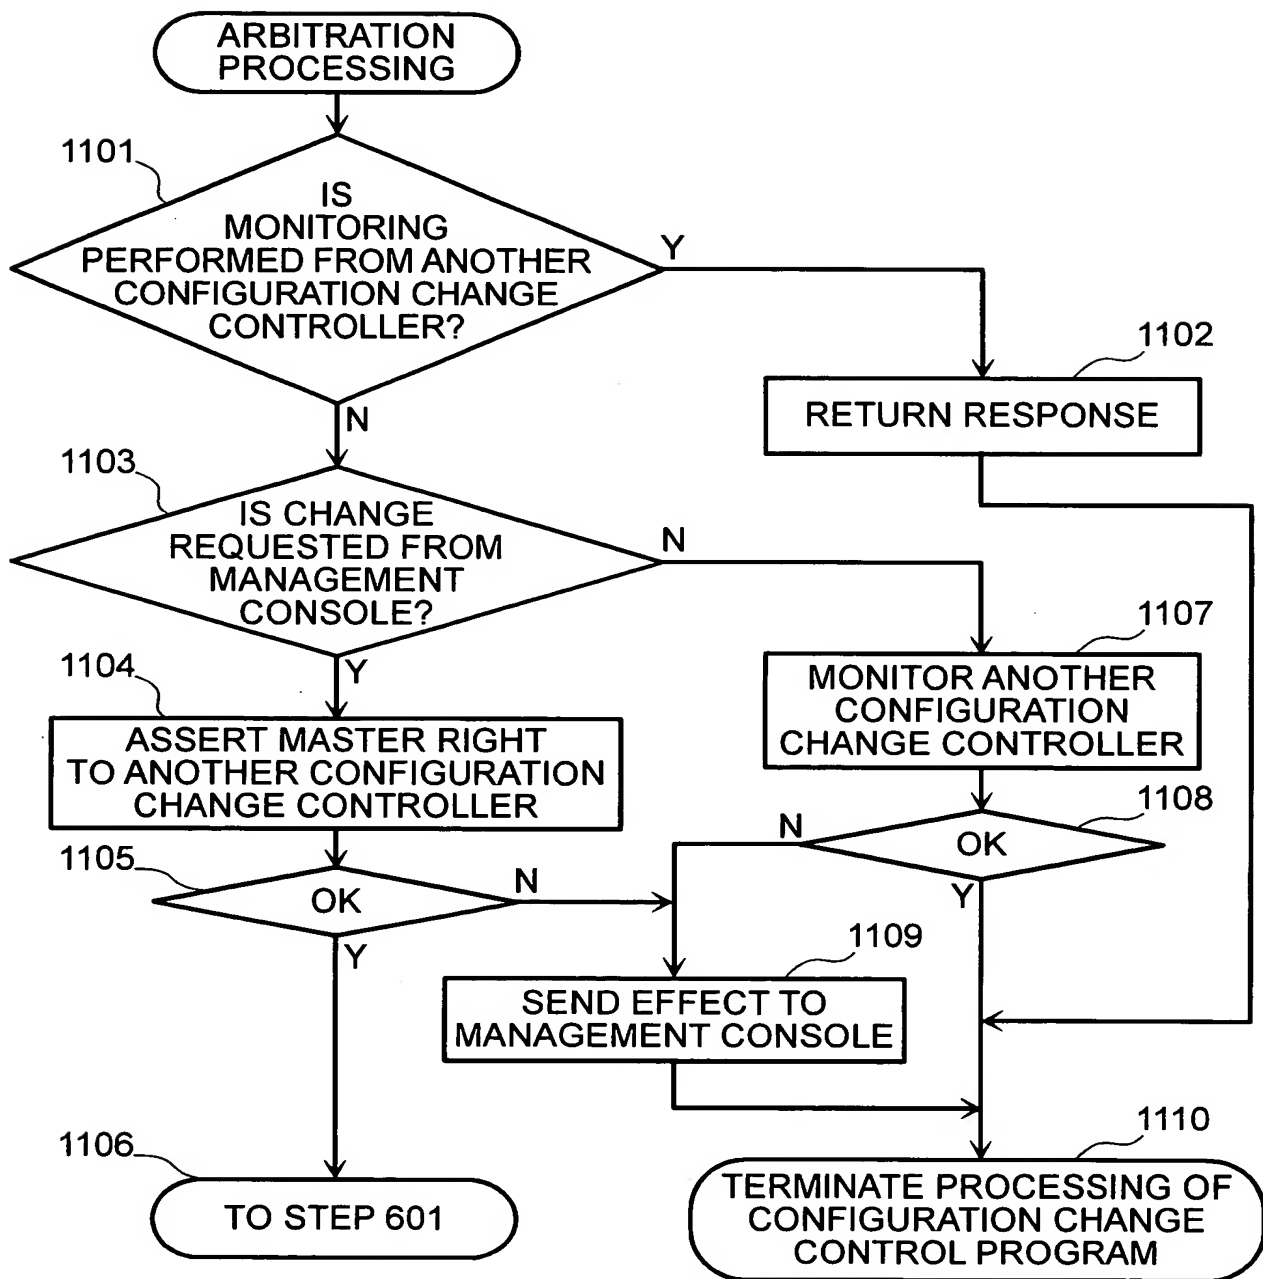 ARBITRATION
PROCESSING
1101
IS
MONITORING
PERFORMED FROM ANOTHER
CONFIGURATION CHANGE
CONTROLLER?
Y
N
1102
RETURN RESPONSE
1103
IS CHANGE
REQUESTED FROM
MANAGEMENT
CONSOLE?
N
Y
1104
ASSERT MASTER RIGHT
TO ANOTHER CONFIGURATION
CHANGE CONTROLLER
1107
MONITOR ANOTHER
CONFIGURATION
CHANGE CONTROLLER
1105
OK
N
Y
1108
OK
N
Y
1109
SEND EFFECT TO
MANAGEMENT CONSOLE
1106
TO STEP 601
1110
TERMINATE PROCESSING OF
CONFIGURATION CHANGE
CONTROL PROGRAM